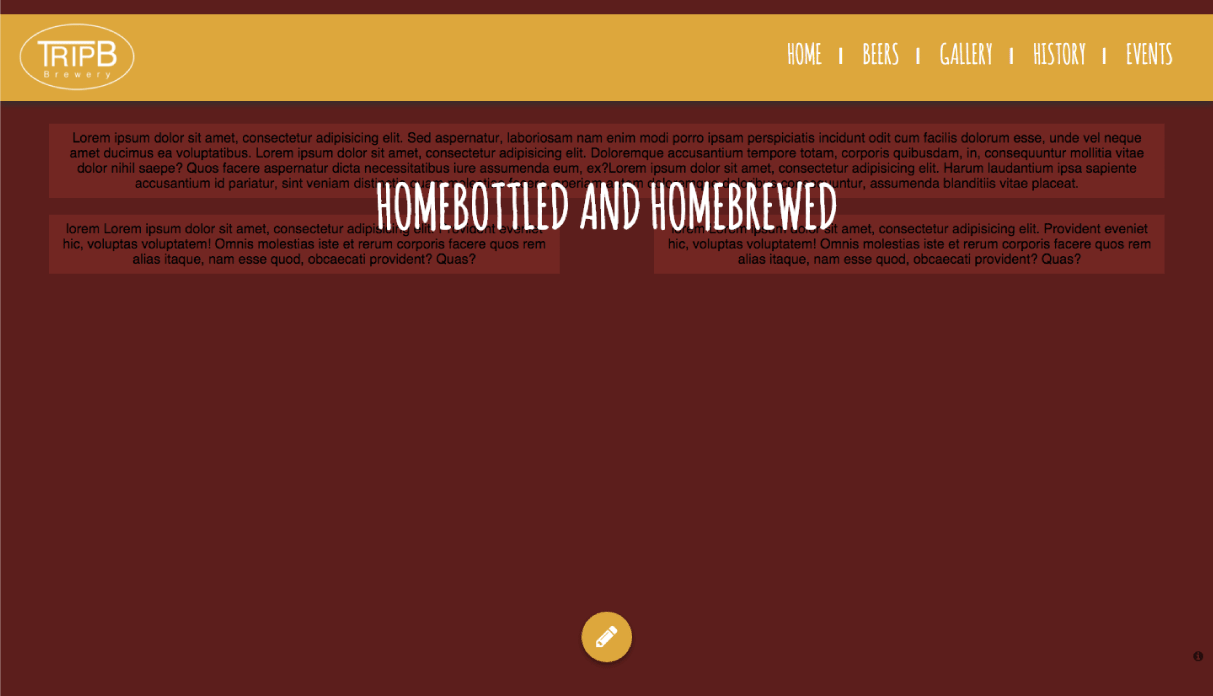 TRIPB
Brewery
HOME I BEERS I GALLERY I HISTORY I EVENTS
Lorem ipsum dolor sit amet, consectetur adipisicing elit. Sed aspernatur, laboriosam nam enim modi porro ipsam perspiciatis incidunt odit cum facilis dolorum esse, unde vel neque
amet ducimus ea voluptatibus. Lorem ipsum dolor sit amet, consectetur adipisicing elit. Doloremque accusantium tempore totam, corporis quibusdam, in, consequuntur mollitia vitae
dolor nihil saepe? Quos facere aspernatur dicta necessitatibus iure assumenda eum, ex?Lorem ipsum dolor sit amet, consectetur adipisicing elit. Harum laudantium ipsa sapiente
accusantium id pariatur, sint veniam assumenda blanditiis vitae placeat.
HOMEBOTTLED AND HOMEBREWED
lorem Lorem ipsum dolor sit amet, consectetur adipisicing elit. Provident eveniet
hic, voluptas voluptatem! Omnis molestias iste et rerum corporis facere quos rem
alias itaque, nam esse quod, obcaecati provident? Quas?
lorem Lorem ipsum dolor sit amet, consectetur adipisicing elit. Provident eveniet
hic, voluptas voluptatem! Omnis molestias iste et rerum corporis facere quos rem
alias itaque, nam esse quod, obcaecati provident? Quas?